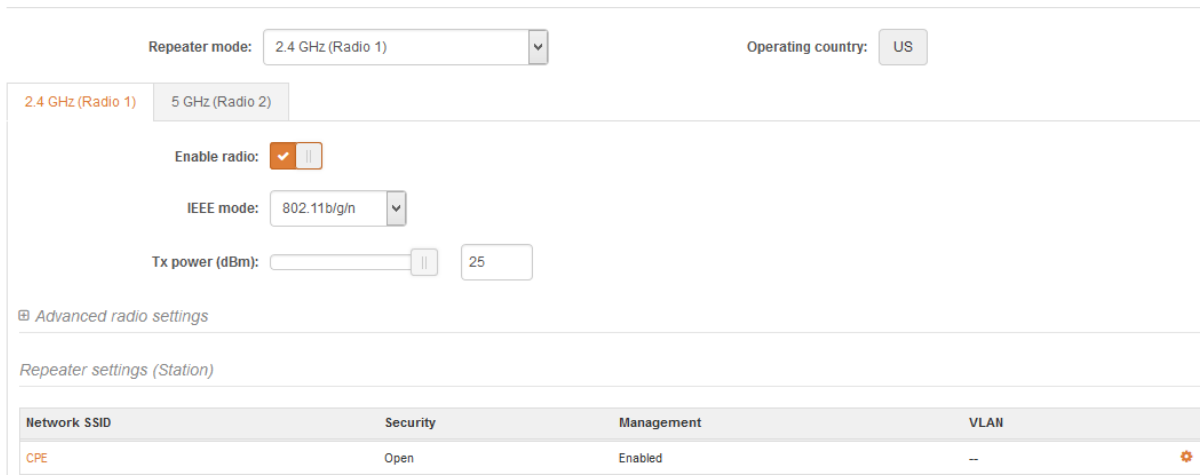 Repeater mode: 2.4 GHz (Radio 1) Operating country: US
2.4 GHz (Radio 1) 5 GHz (Radio 2)
Enable radio:
IEEE mode: 802.11b/g/n
Tx power (dBm): 25
Advanced radio settings
Repeater settings (Station)
Network SSID Security Management VLAN
CPE Open Enabled --